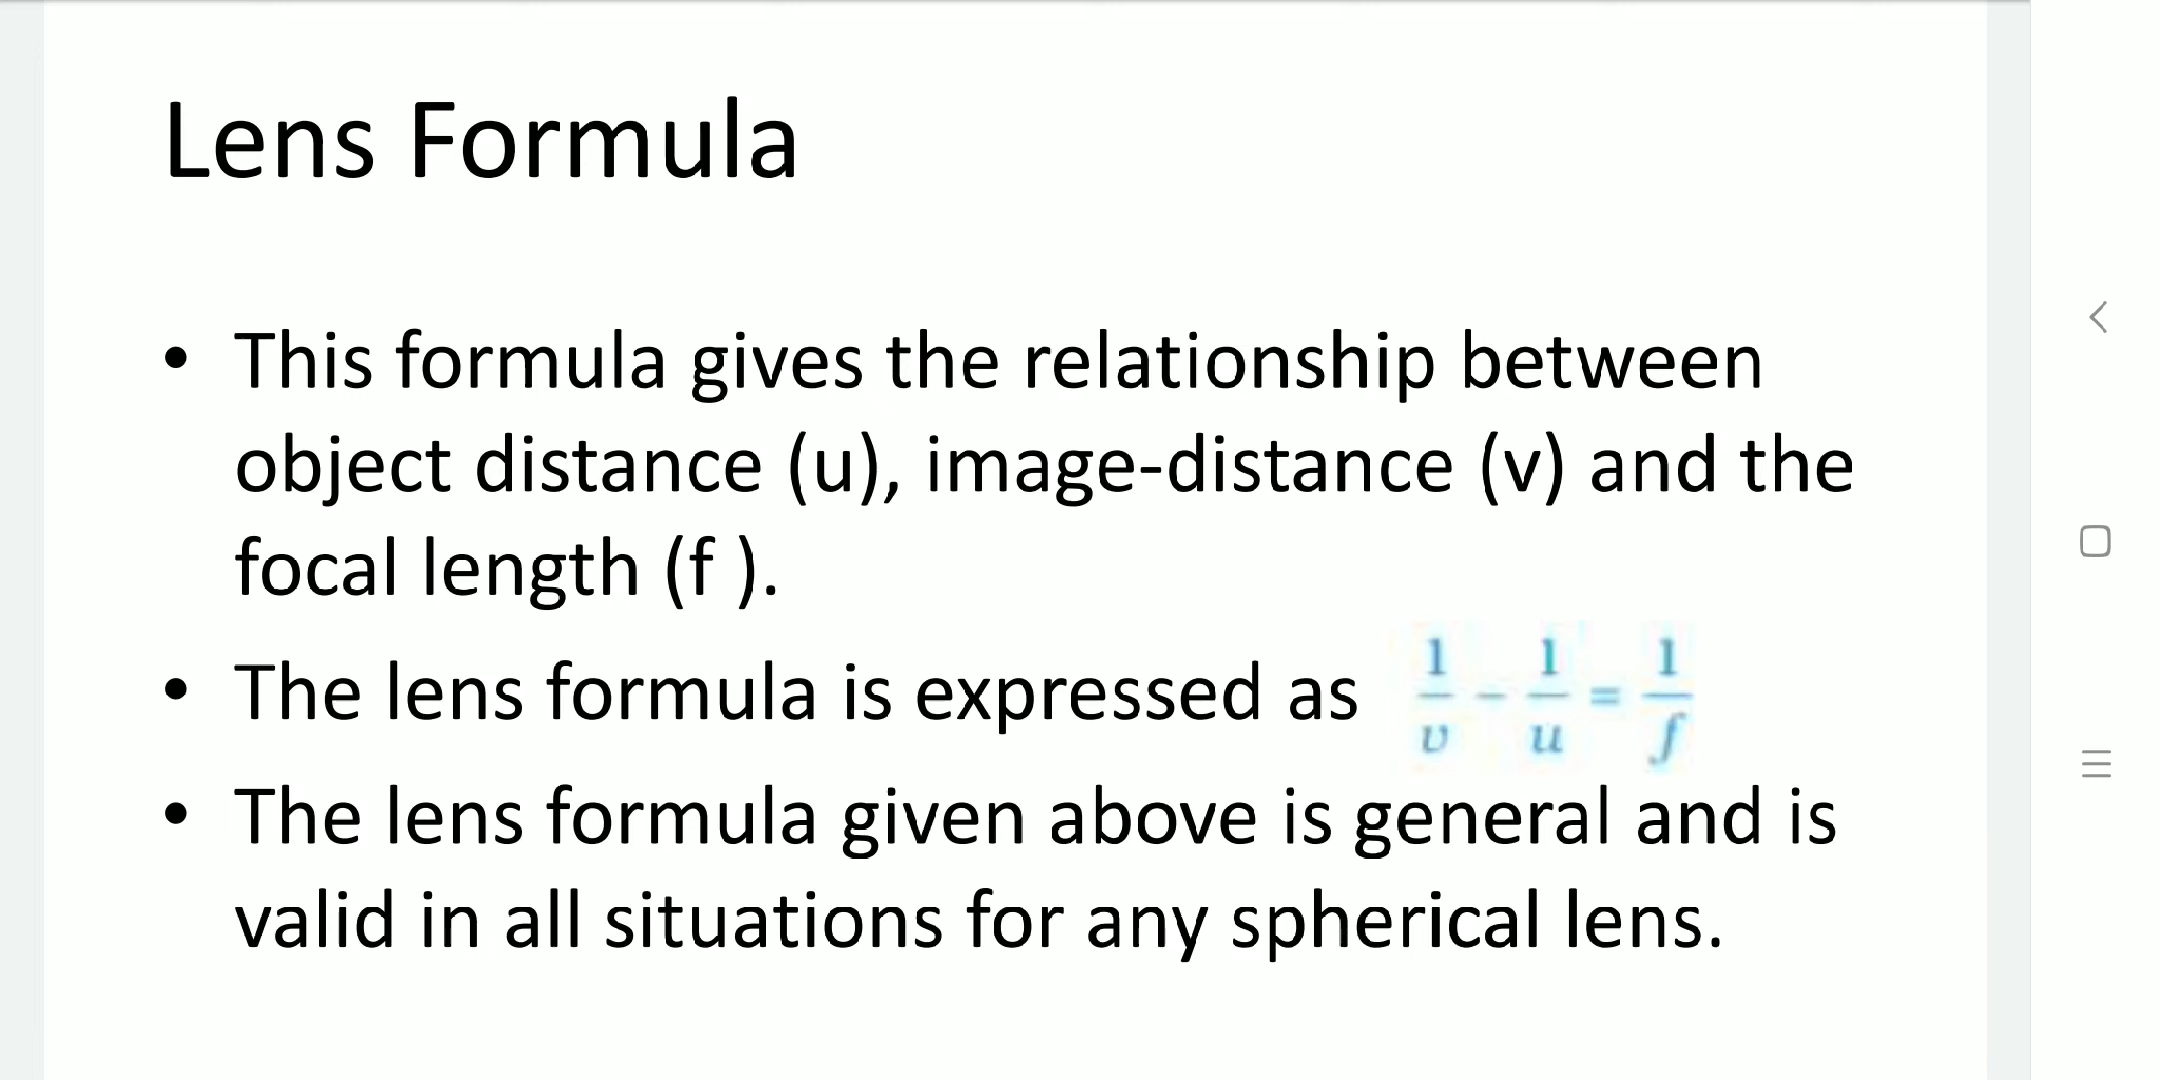 Lens Formula
• This formula gives the relationship between
object distance (u), image-distance (v) and the
focal length (f ).
• The lens formula is expressed as 1/v - 1/u = 1/f
• The lens formula given above is general and is
valid in all situations for any spherical lens.